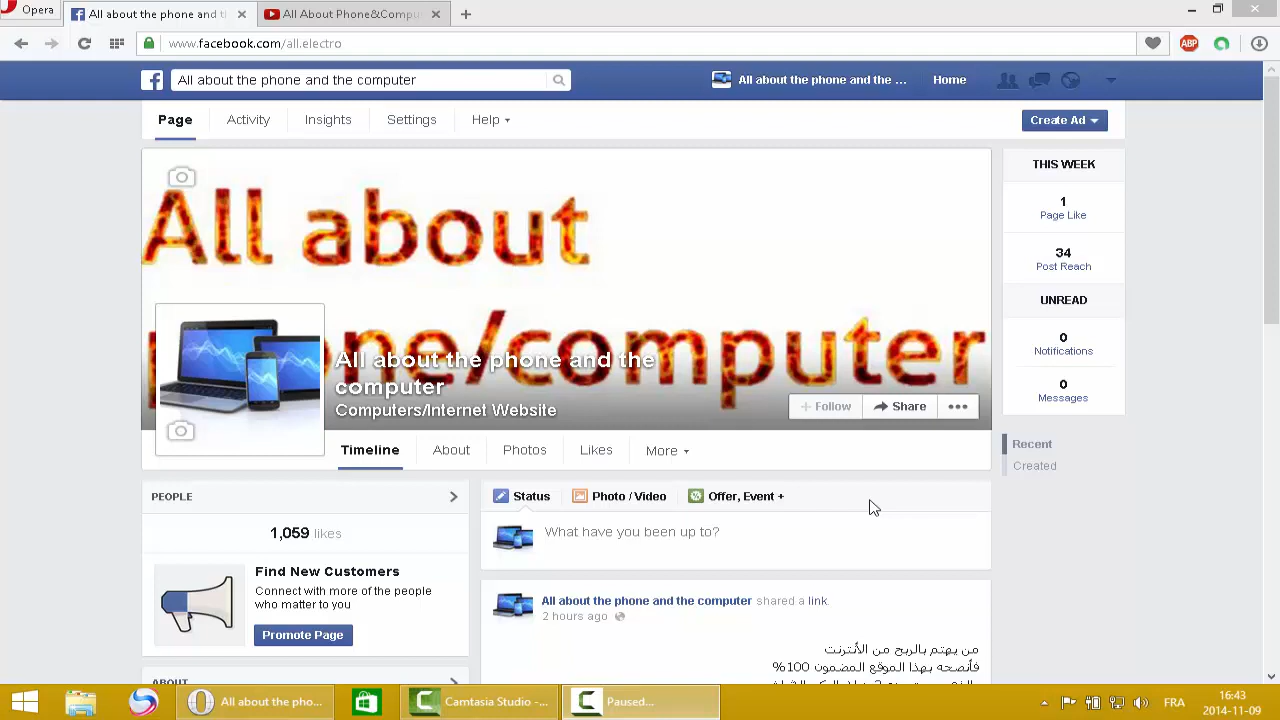 Opera
All about the phone and t
All About Phone&Compu
www.facebook.com/all.electro
ABP
All about the phone and the computer
All about the phone and the ...
Home
Page
Activity
Insights
Settings
Help
Create Ad
All about
phone/computer
All about the phone and the
computer
Computers/Internet Website
Follow
Share
Timeline
About
Photos
Likes
More
THIS WEEK
1
Page Like
34
Post Reach
UNREAD
0
Notifications
0
Messages
Recent
Created
PEOPLE
1,059 likes
Find New Customers
Connect with more of the people
who matter to you
Promote Page
ABOUT
Status
Photo / Video
Offer, Event +
What have you been up to?
All about the phone and the computer shared a link.
2 hours ago
من يهتم بالربح من الأنترنت
فأنصحه بهذا الموقع المضمون 100%
All about the pho...
Camtasia Studio -...
Paused...
FRA
16:43
2014-11-09